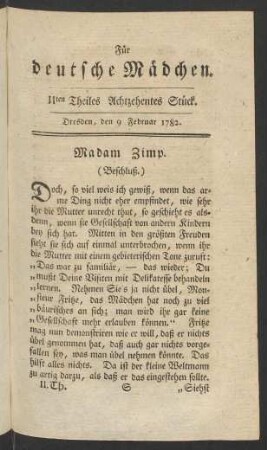 Für
deutsche Mädchen.
IIten Theiles Achtzehentes Stück.
Dresden, den 9 Februar 1782.
Madam Zimp.
(Beschluß.)
Doch, so viel weis ich gewiß, wenn das ar-
me Ding nicht eher empfindet, wie sehr
ihr die Mutter unrecht thut, so geschieht es als-
denn, wenn sie Gesellschaft von andern Kindern
bey sich hat. Mitten in den größten Freuden
sieht sie sich auf einmal unterbrochen, wenn ihr
die Mutter mit einem gebieterischen Tone zuruft:
„Das war zu familiär, — das wieder; Du
„mußt Deine Visiten mit Delikatesse behandeln
„lernen. Nehmen Sie's ja nicht übel, Mon-
„sieur Fritze, das Mädchen hat noch zu viel
„bäurisches an sich; man wird ihr gar keine
„Gesellschaft mehr erlauben können.“ Fritze
mag nun demonstriren wie er will, daß er nichts
übel genommen hat, daß auch gar nichts vorge-
fallen sey, was man übel nehmen könnte. Das
hilft alles nichts. Da ist der kleine Weltmann
zu artig darzu, als daß er das eingestehen sollte.
II. Th. S „Siehst